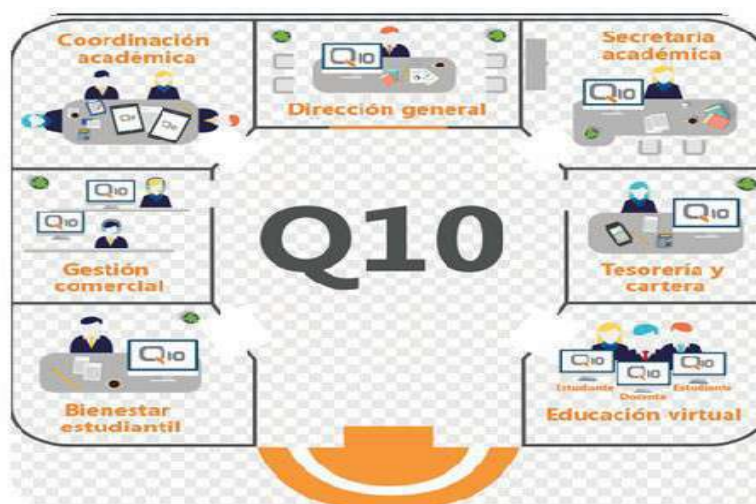 Coordinación
académica
Q10
Dirección general
Secretaría
académica
Q10
Q10
Gestión
comercial
Q10
Q10
Q10
Tesorería y
cartera
Q10
Bienestar
estudiantil
Q10
Q10
Q10
Estudiante
Docente
Estudiante
Educación virtual